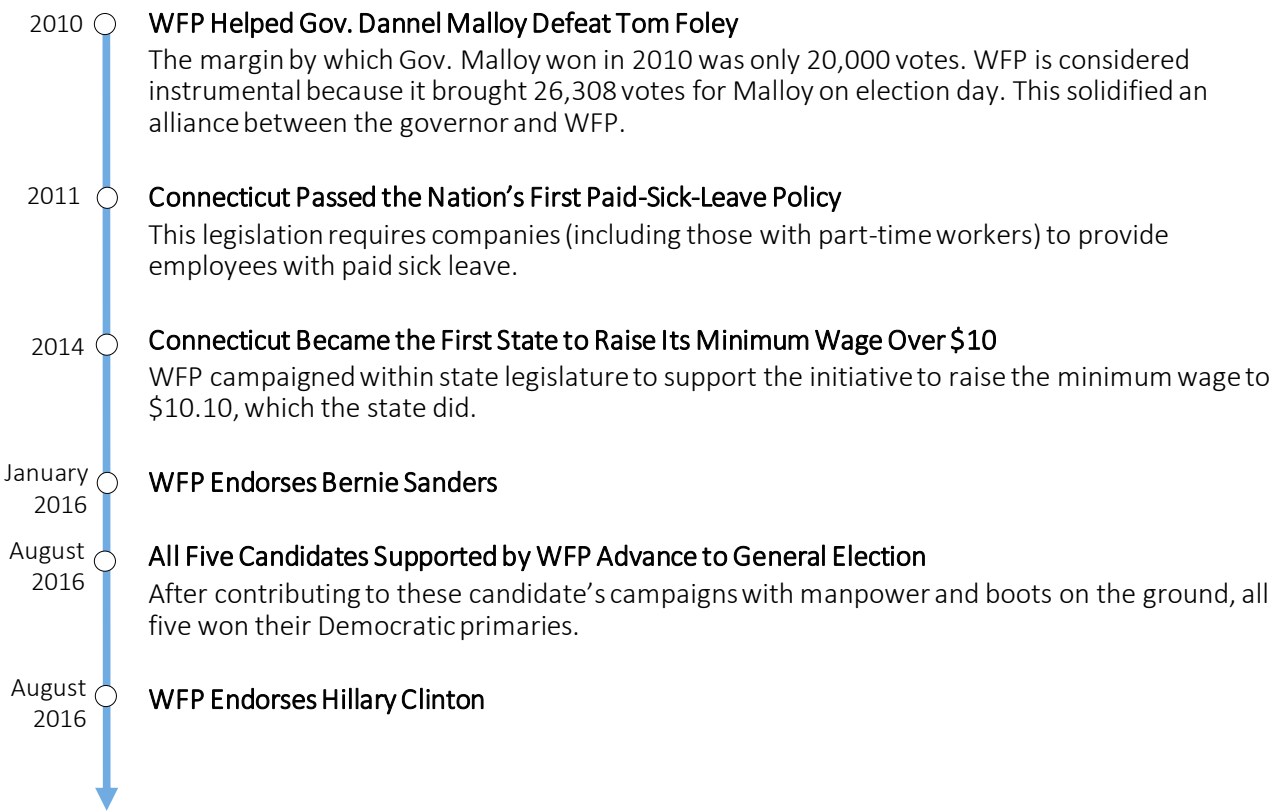 2010
WFP Helped Gov. Dannel Malloy Defeat Tom Foley
The margin by which Gov. Malloy won in 2010 was only 20,000 votes. WFP is considered
instrumental because it brought 26,308 votes for Malloy on election day. This solidified an
alliance between the governor and WFP.
2011
Connecticut Passed the Nation's First Paid-Sick-Leave Policy
This legislation requires companies (including those with part-time workers) to provide
employees with paid sick leave.
2014
Connecticut Became the First State to Raise Its Minimum Wage Over $10
WFP campaigned within state legislature to support the initiative to raise the minimum wage to
$10.10, which the state did.
January
2016
WFP Endorses Bernie Sanders
August
2016
All Five Candidates Supported by WFP Advance to General Election
After contributing to these candidate's campaigns with manpower and boots on the ground, all
five won their Democratic primaries.
August
2016
WFP Endorses Hillary Clinton